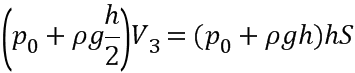 (p₀ + ρg h/2)V₃ = (p₀ + ρgh)hS